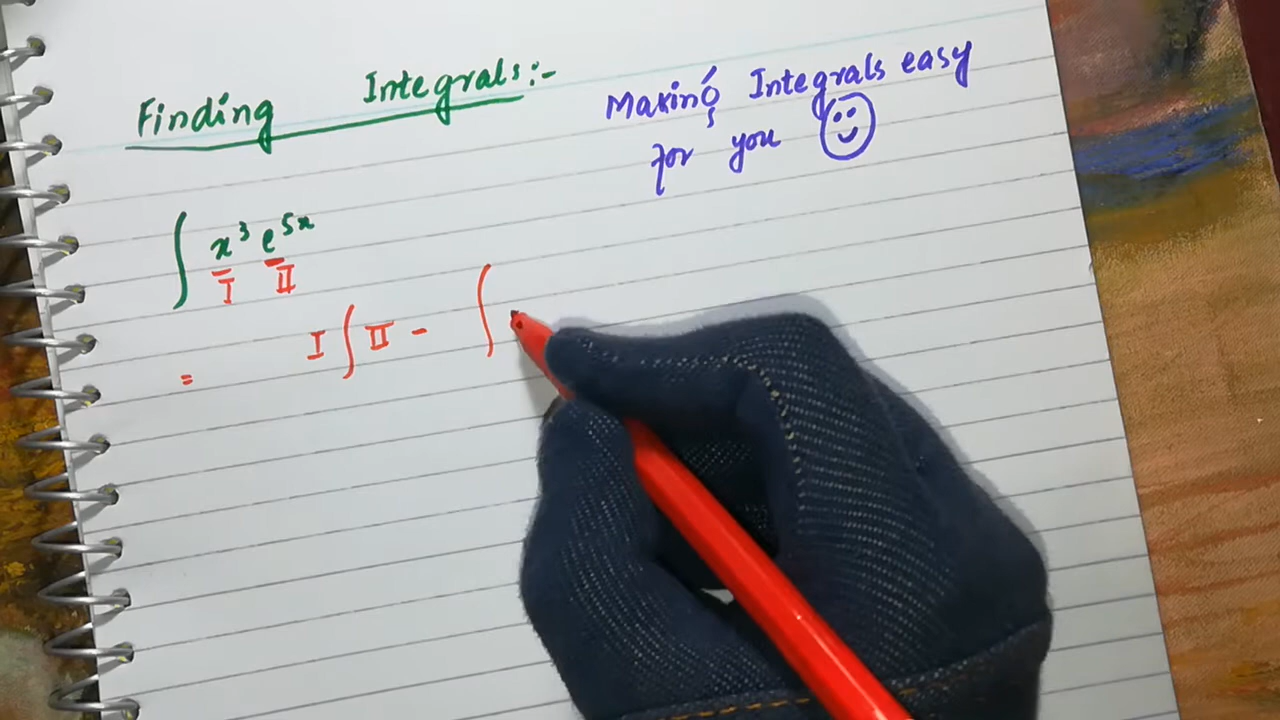 Finding Integrals:-
Making Integrals easy
for you
∫ x³ e⁵ˣ
I II
= I ∫ II - ∫